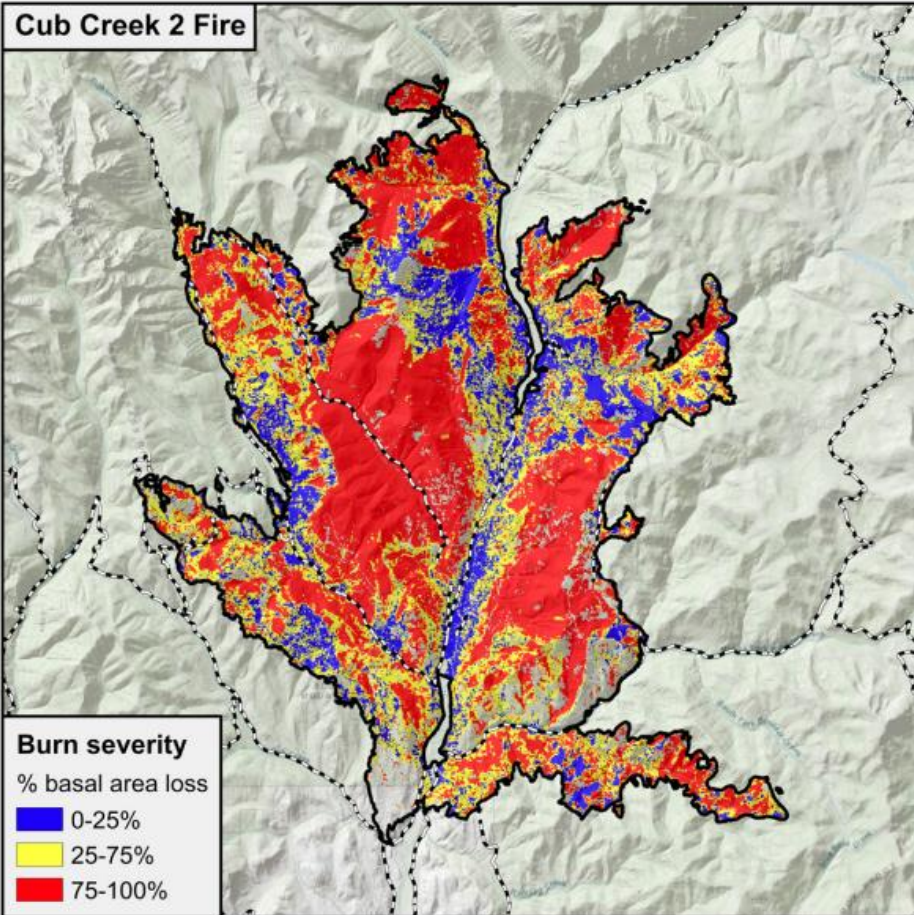 Cub Creek 2 Fire
Burn severity
% basal area loss
0-25%
25-75%
75-100%